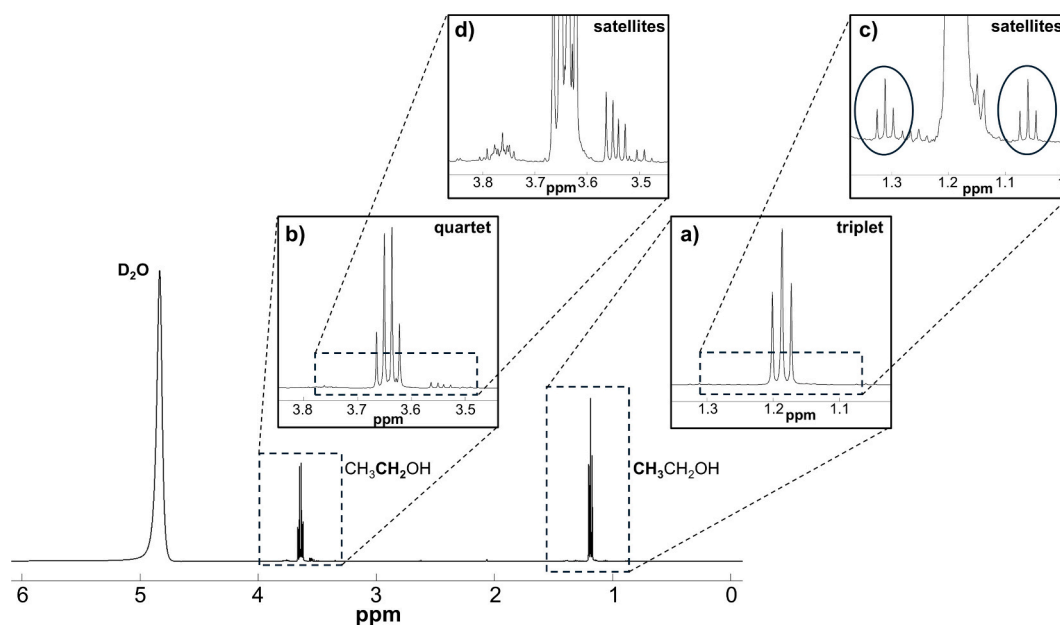 d) satellites
3.8 3.7 3.6 3.5
ppm
c) satellites
1.3 1.2 1.1 1
ppm
b) quartet
3.8 3.7 3.6 3.5
ppm
a) triplet
1.3 1.2 1.1
ppm
D2O
CH3CH2OH
CH3CH2OH
6 5 4 3 2 1 0
ppm